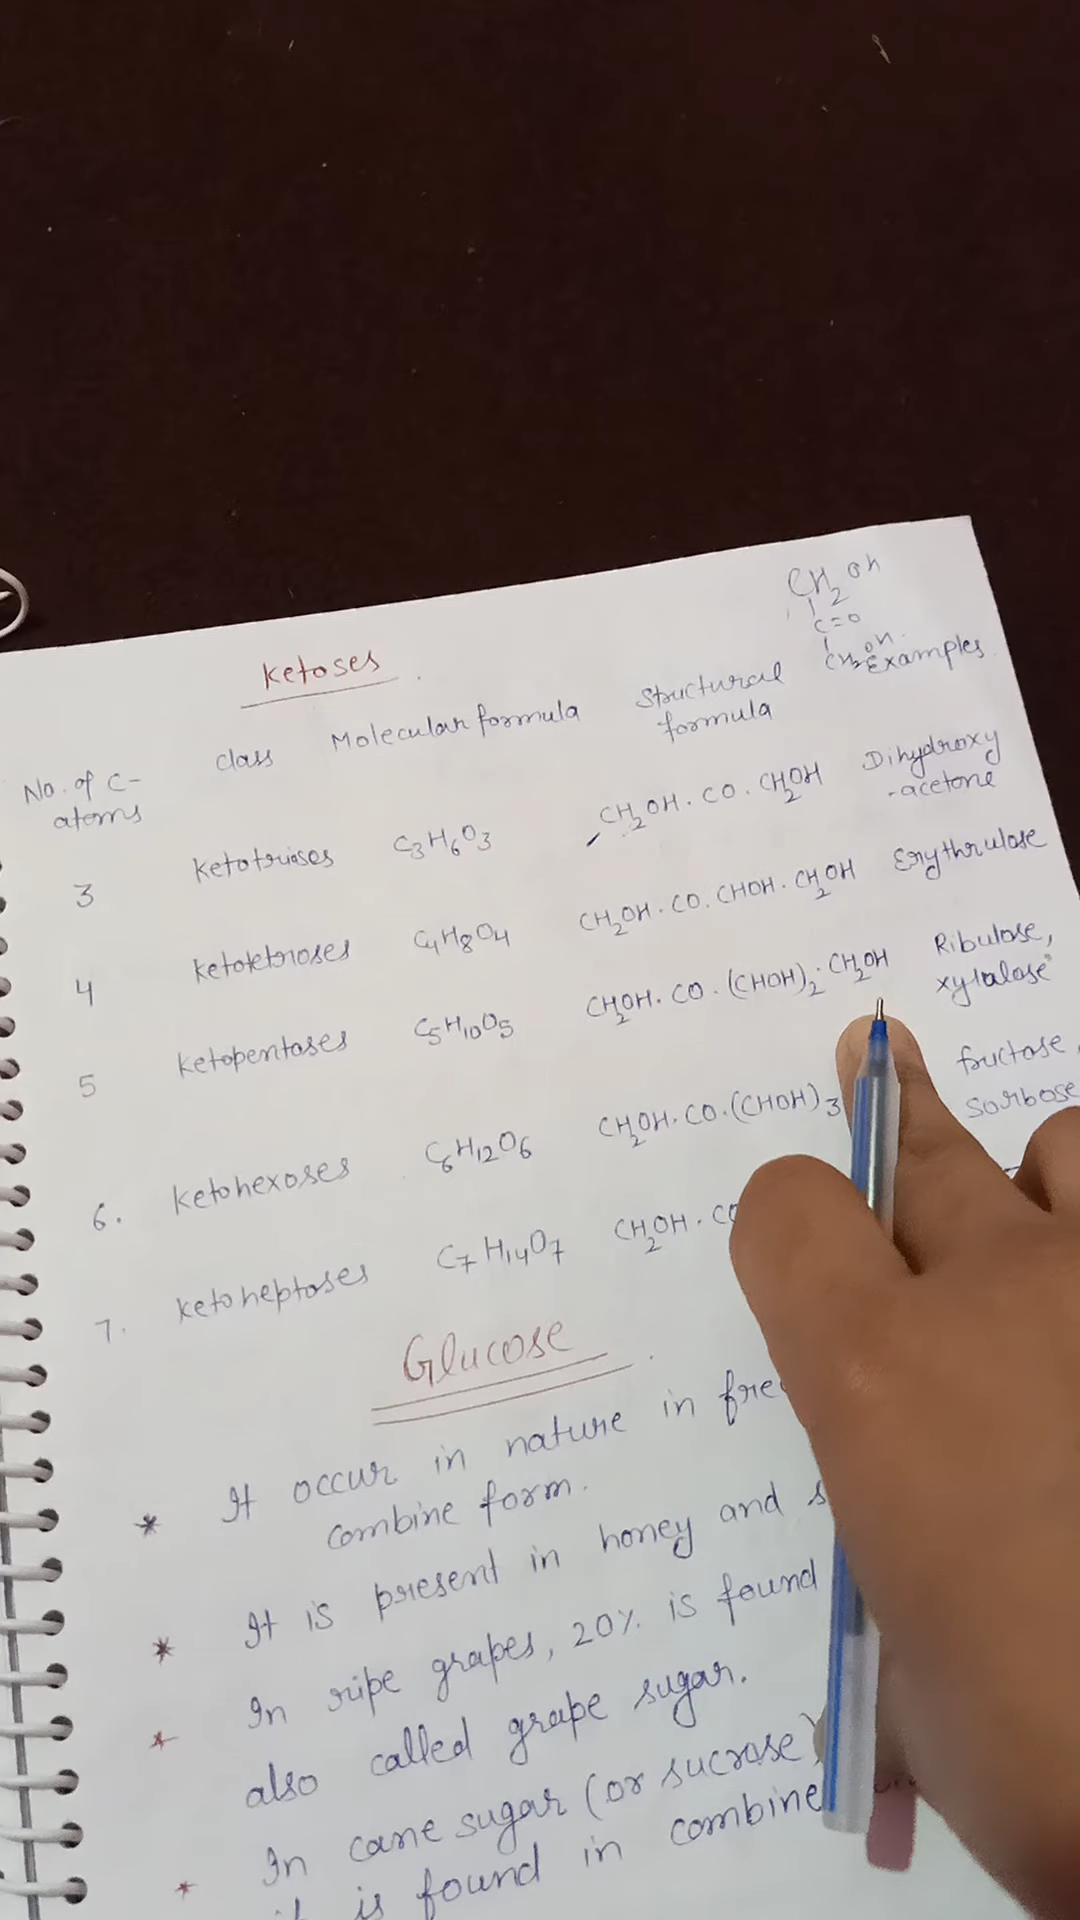 CH2OH
C=O
CH2OH
Ketoses
No. of C-
atoms
class
Molecular formula
Structural
formula
Examples
3 Ketotrioses C3H6O3 CH2OH.CO.CH2OH Dihydroxy
-acetone
4 Ketotetroses C4H8O4 CH2OH.CO.CHOH.CH2OH Erythrulose
5 Ketopentoses C5H10O5 CH2OH.CO.(CHOH)2.CH2OH Ribulose,
xylalose
6. Ketohexoses C6H12O6 CH2OH.CO.(CHOH)3 fructose,
Sorbose
7. Ketoheptoses C7H14O7 CH2OH.CO
Glucose
* It occur in nature in free
combine form.
* It is present in honey and
* In ripe grapes, 20% is found
also called grape sugar.
* In cane sugar (or sucrose)
is found in combine